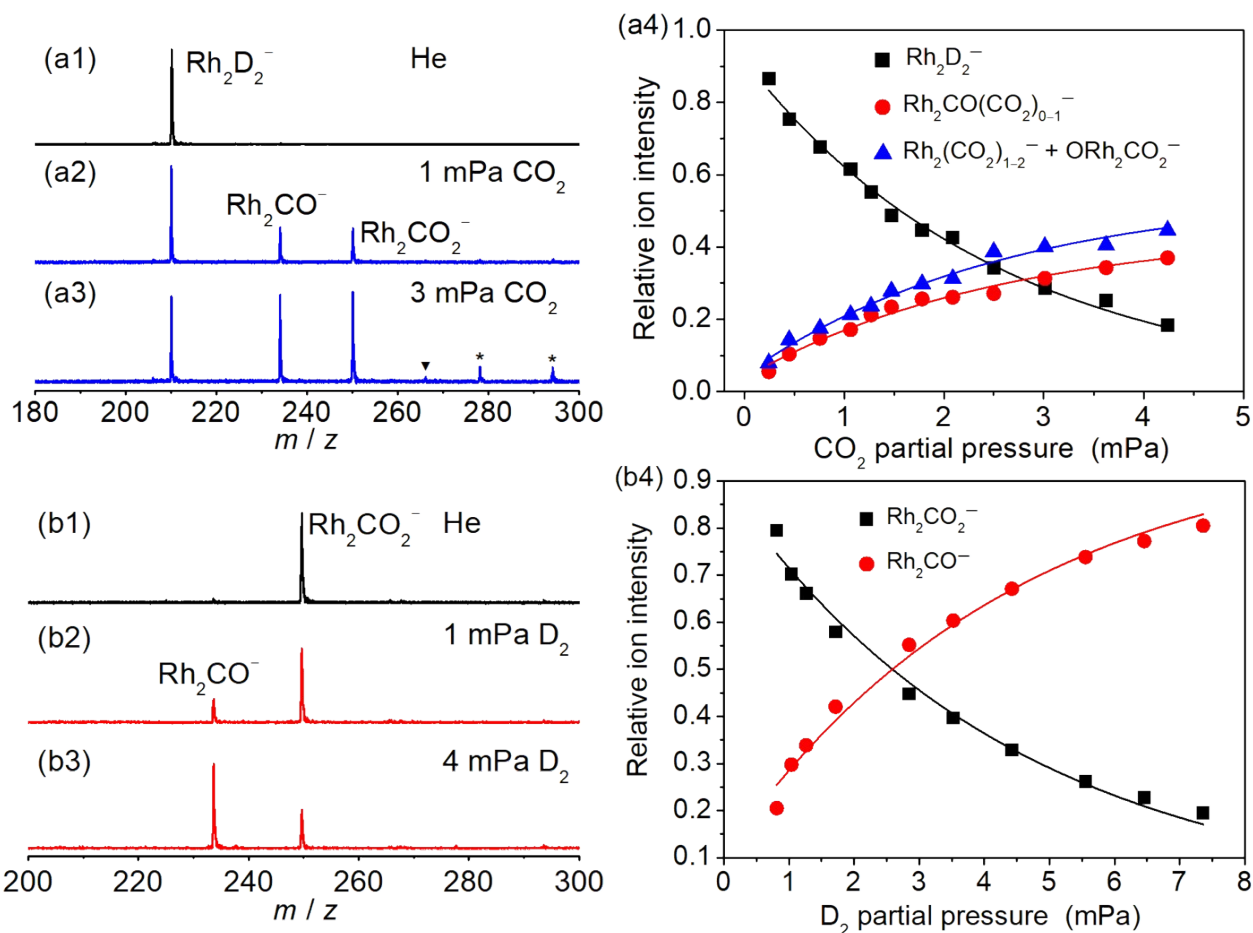 (a1) Rh₂D₂⁻ He
(a2) 1 mPa CO₂
Rh₂CO⁻ Rh₂CO₂⁻
(a3) 3 mPa CO₂
▼ * *
180 200 220 240 260 280 300
m / z
(a4)
1.0
0.8
0.6
0.4
0.2
0.0
Relative ion intensity
Rh₂D₂⁻
Rh₂CO(CO₂)₀₋₁⁻
Rh₂(CO₂)₁₋₂⁻ + ORh₂CO₂⁻
0 1 2 3 4 5
CO₂ partial pressure (mPa)
(b1) Rh₂CO₂⁻ He
(b2) 1 mPa D₂
Rh₂CO⁻
(b3) 4 mPa D₂
200 220 240 260 280 300
m / z
(b4)
0.9
0.8
0.7
0.6
0.5
0.4
0.3
0.2
0.1
Relative ion intensity
Rh₂CO₂⁻
Rh₂CO⁻
0 1 2 3 4 5 6 7 8
D₂ partial pressure (mPa)